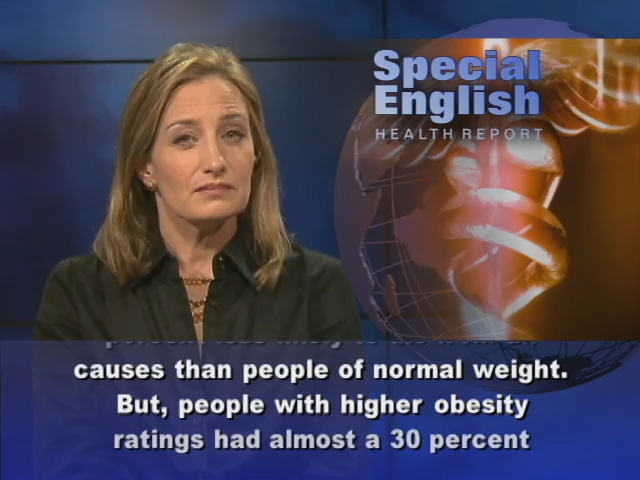 Special
English
HEALTH REPORT
causes than people of normal weight.
But, people with higher obesity
ratings had almost a 30 percent